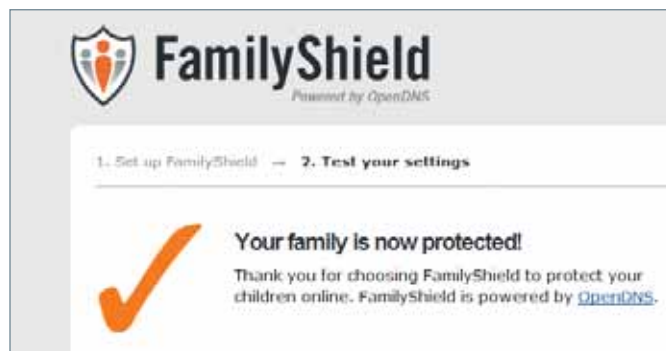 FamilyShield
Powered by OpenDNS
1. Set up FamilyShield → 2. Test your settings
Your family is now protected!
Thank you for choosing FamilyShield to protect your
children online. FamilyShield is powered by OpenDNS.